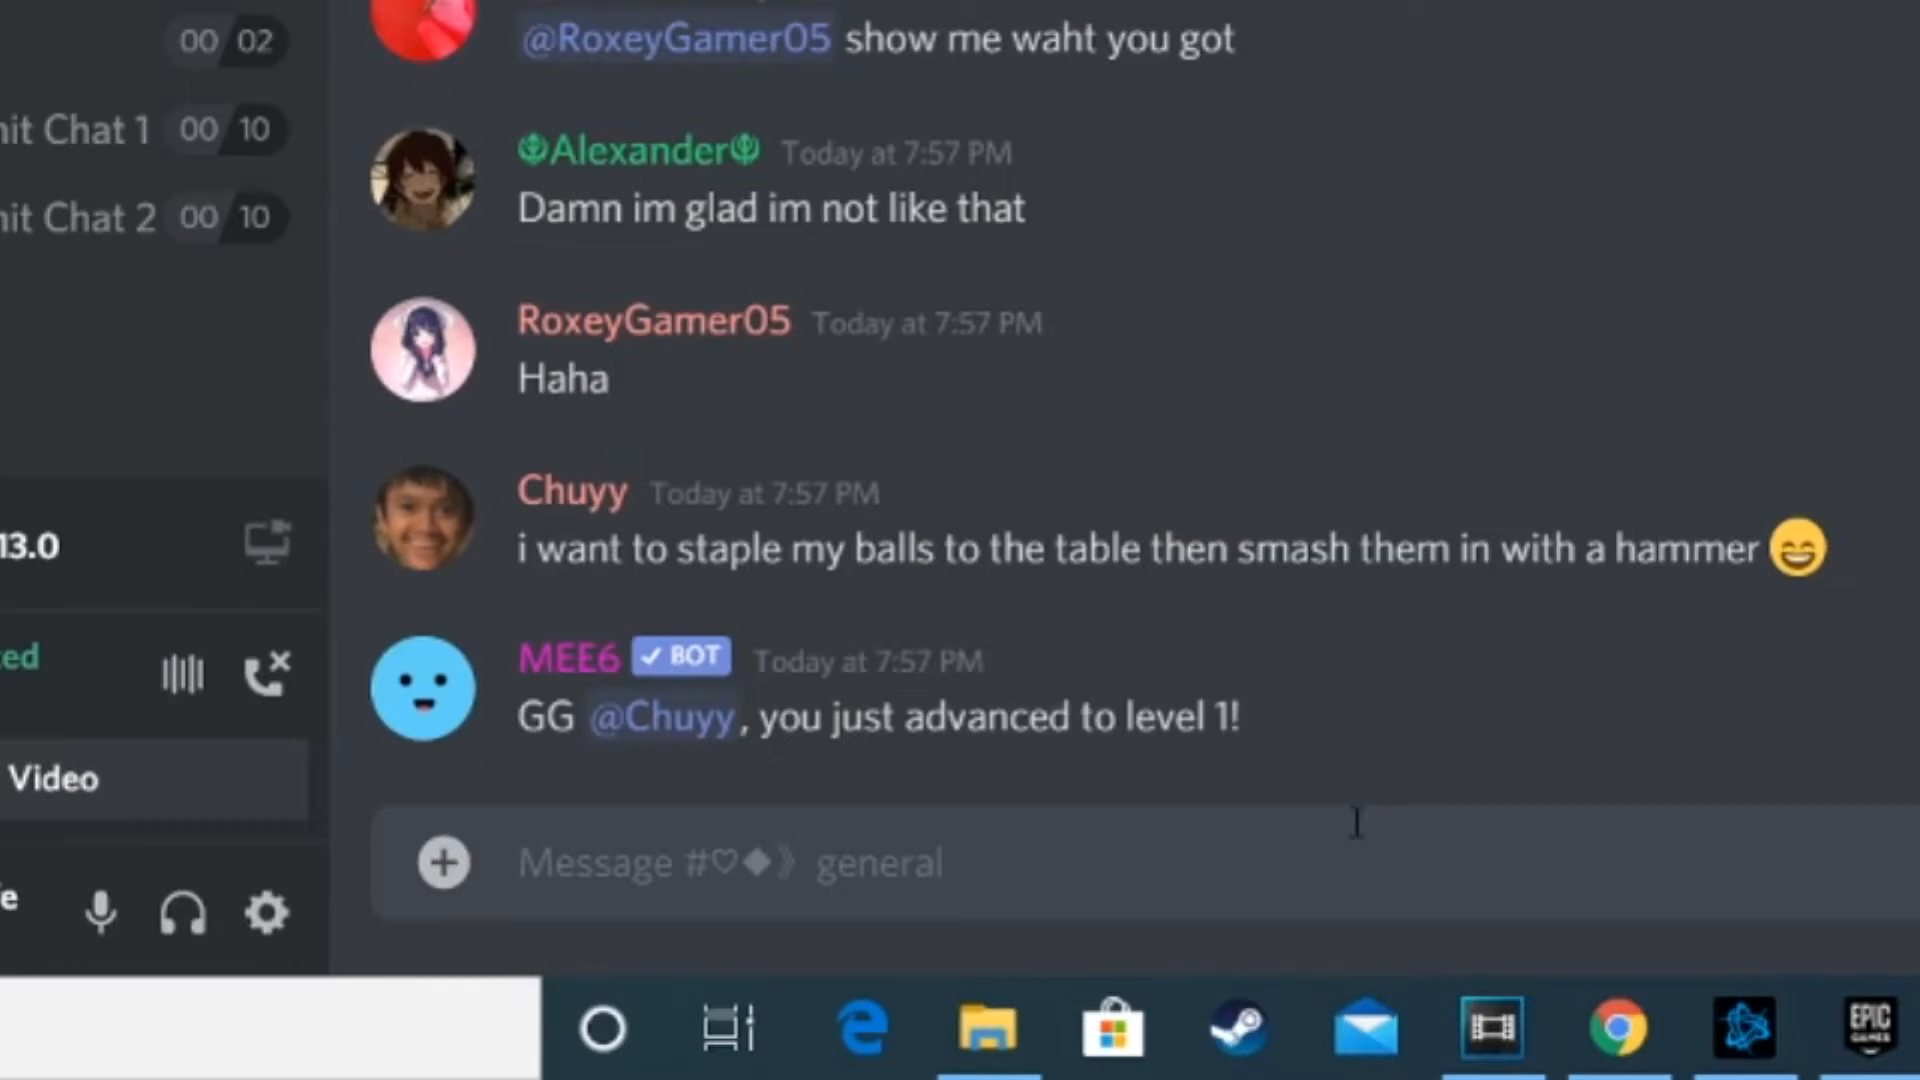 00 02
@RoxeyGamer05 show me waht you got
Chat 1 00 10
Alexander Today at 7:57 PM
Damn im glad im not like that
Chat 2 00 10
RoxeyGamer05 Today at 7:57 PM
Haha
Chuyy Today at 7:57 PM
i want to staple my balls to the table then smash them in with a hammer
13.0
MEE6 ✓ BOT Today at 7:57 PM
GG @Chuyy, you just advanced to level 1!
Video
Message #♡◆》 general
EPIC
GAMES